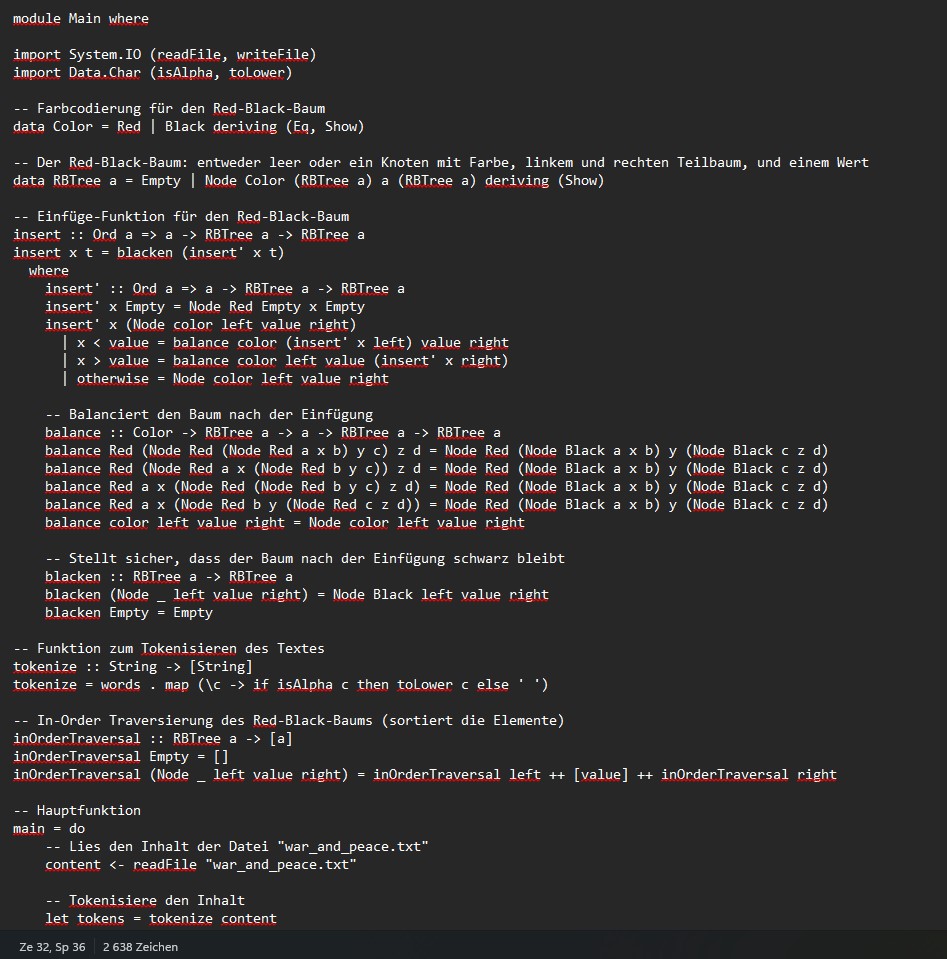 module Main where
import System.IO (readFile, writeFile)
import Data.Char (isAlpha, toLower)
-- Farbcodierung für den Red-Black-Baum
data Color = Red | Black deriving (Eq, Show)
-- Der Red-Black-Baum: entweder leer oder ein Knoten mit Farbe, linkem und rechten Teilbaum, und einem Wert
data RBTree a = Empty | Node Color (RBTree a) a (RBTree a) deriving (Show)
-- Einfüge-Funktion für den Red-Black-Baum
insert :: Ord a => a -> RBTree a -> RBTree a
insert x t = blacken (insert' x t)
  where
    insert' :: Ord a => a -> RBTree a -> RBTree a
    insert' x Empty = Node Red Empty x Empty
    insert' x (Node color left value right)
      | x < value = balance color (insert' x left) value right
      | x > value = balance color left value (insert' x right)
      | otherwise = Node color left value right
    -- Balanciert den Baum nach der Einfügung
    balance :: Color -> RBTree a -> a -> RBTree a -> RBTree a
    balance Red (Node Red (Node Red a x b) y c) z d = Node Red (Node Black a x b) y (Node Black c z d)
    balance Red (Node Red a x (Node Red b y c)) z d = Node Red (Node Black a x b) y (Node Black c z d)
    balance Red a x (Node Red (Node Red b y c) z d) = Node Red (Node Black a x b) y (Node Black c z d)
    balance Red a x (Node Red b y (Node Red c z d)) = Node Red (Node Black a x b) y (Node Black c z d)
    balance color left value right = Node color left value right
    -- Stellt sicher, dass der Baum nach der Einfügung schwarz bleibt
    blacken :: RBTree a -> RBTree a
    blacken (Node _ left value right) = Node Black left value right
    blacken Empty = Empty
-- Funktion zum Tokenisieren des Textes
tokenize :: String -> [String]
tokenize = words . map (\c -> if isAlpha c then toLower c else ' ')
-- In-Order Traversierung des Red-Black-Baums (sortiert die Elemente)
inOrderTraversal :: RBTree a -> [a]
inOrderTraversal Empty = []
inOrderTraversal (Node _ left value right) = inOrderTraversal left ++ [value] ++ inOrderTraversal right
-- Hauptfunktion
main = do
    -- Lies den Inhalt der Datei "war_and_peace.txt"
    content <- readFile "war_and_peace.txt"
    -- Tokenisiere den Inhalt
    let tokens = tokenize content
Ze 32, Sp 36 2 638 Zeichen